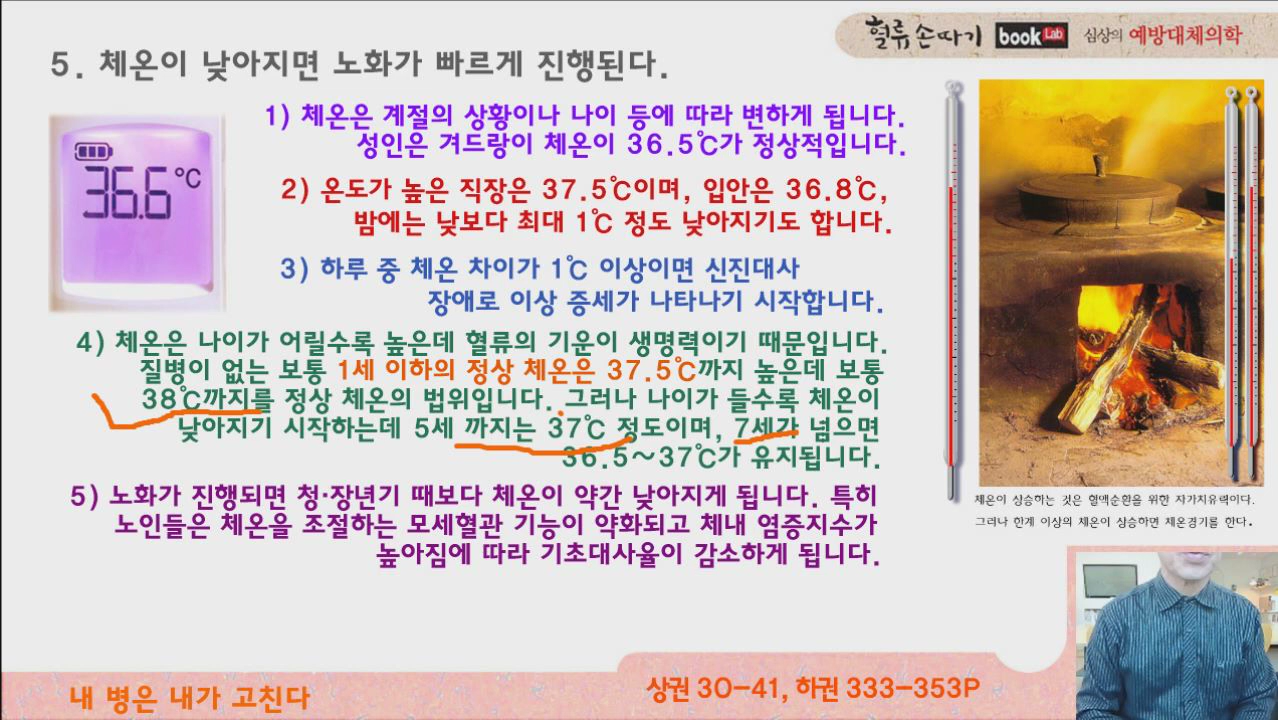 혈류 손따기 book Lab 심상의 예방대체의학
5. 체온이 낮아지면 노화가 빠르게 진행된다.
36.6 °C
1) 체온은 계절의 상황이나 나이 등에 따라 변하게 됩니다.
성인은 겨드랑이 체온이 36.5℃가 정상적입니다.
2) 온도가 높은 직장은 37.5℃이며, 입안은 36.8℃,
밤에는 낮보다 최대 1℃ 정도 낮아지기도 합니다.
3) 하루 중 체온 차이가 1℃ 이상이면 신진대사
장애로 이상 증세가 나타나기 시작합니다.
4) 체온은 나이가 어릴수록 높은데 혈류의 기운이 생명력이기 때문입니다.
질병이 없는 보통 1세 이하의 정상 체온은 37.5℃까지 높은데 보통
38℃까지를 정상 체온의 범위입니다. 그러나 나이가 들수록 체온이
낮아지기 시작하는데 5세 까지는 37℃ 정도이며, 7세가 넘으면
36.5~37℃가 유지됩니다.
5) 노화가 진행되면 청·장년기 때보다 체온이 약간 낮아지게 됩니다. 특히
노인들은 체온을 조절하는 모세혈관 기능이 약화되고 체내 염증지수가
높아짐에 따라 기초대사율이 감소하게 됩니다.
체온이 상승하는 것은 혈액순환을 위한 자가치유력이다.
그러나 한계 이상의 체온이 상승하면 체온경기를 한다.
내 병은 내가 고친다
상권 30-41, 하권 333-353P